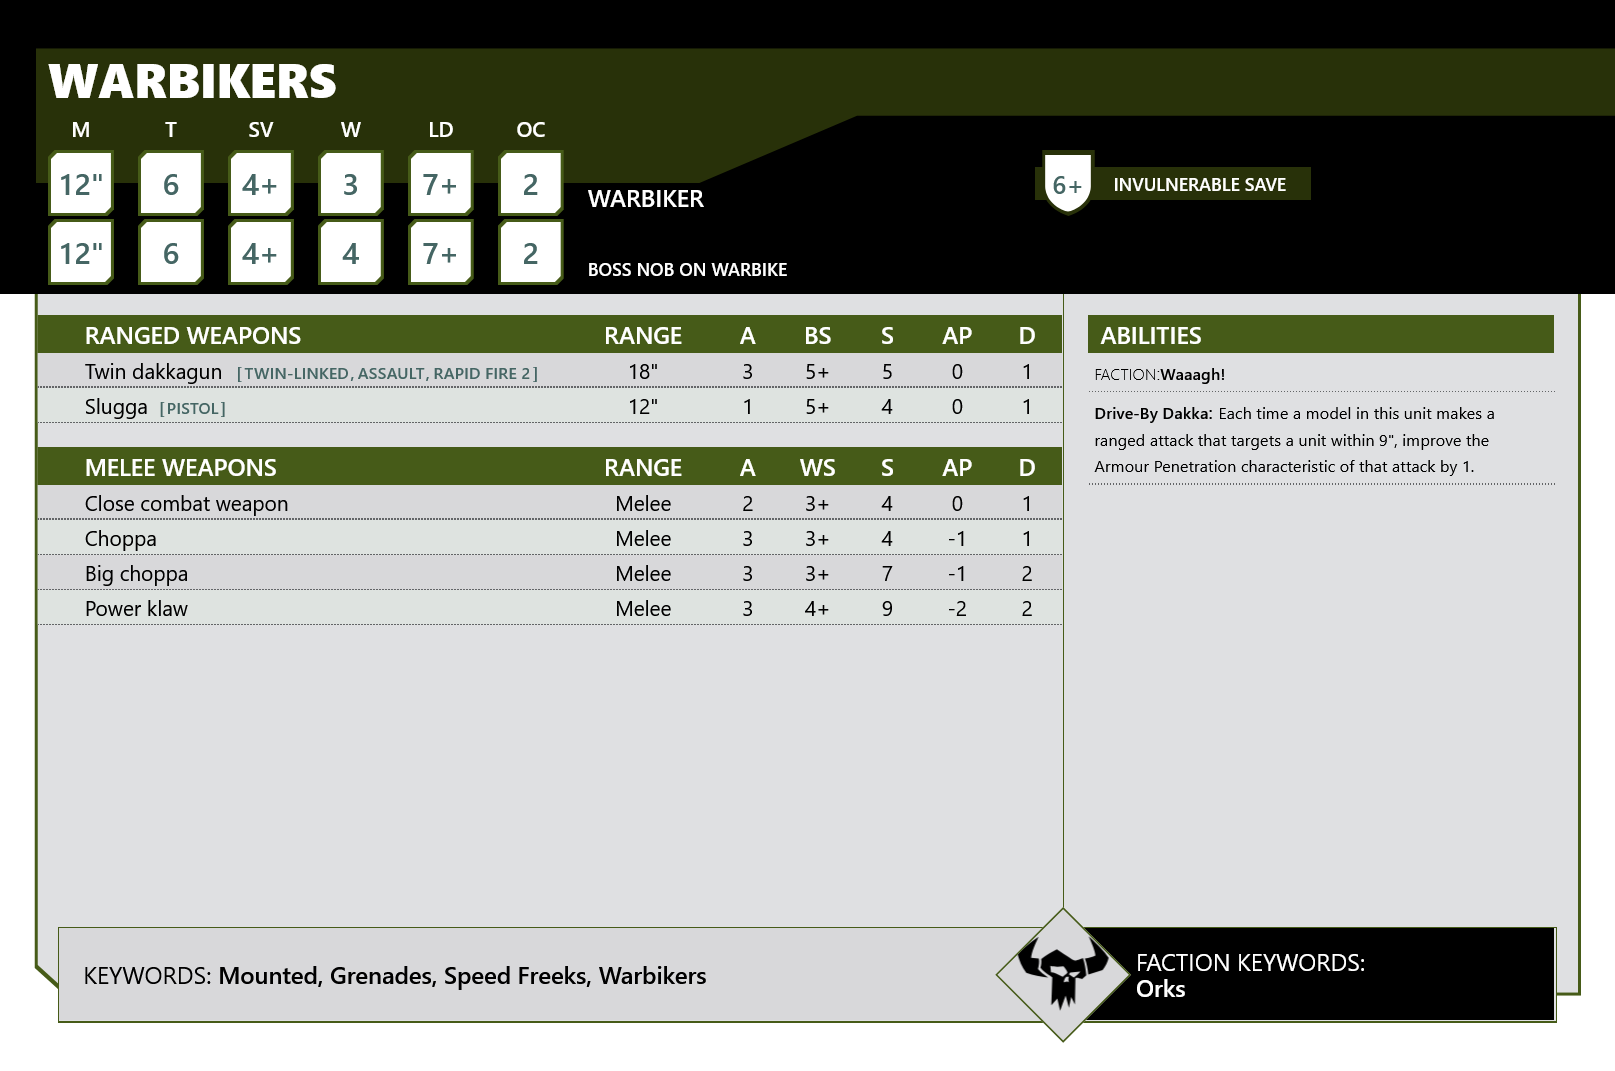 WARBIKERS
M T SV W LD OC
12" 6 4+ 3 7+ 2 WARBIKER
6+ INVULNERABLE SAVE
12" 6 4+ 4 7+ 2 BOSS NOB ON WARBIKE
RANGED WEAPONS RANGE A BS S AP D
Twin dakkagun [TWIN-LINKED, ASSAULT, RAPID FIRE 2] 18" 3 5+ 5 0 1
Slugga [PISTOL] 12" 1 5+ 4 0 1
MELEE WEAPONS RANGE A WS S AP D
Close combat weapon Melee 2 3+ 4 0 1
Choppa Melee 3 3+ 4 -1 1
Big choppa Melee 3 3+ 7 -1 2
Power klaw Melee 3 4+ 9 -2 2
ABILITIES
FACTION:Waaagh!
Drive-By Dakka: Each time a model in this unit makes a
ranged attack that targets a unit within 9", improve the
Armour Penetration characteristic of that attack by 1.
KEYWORDS: Mounted, Grenades, Speed Freeks, Warbikers
FACTION KEYWORDS:
Orks